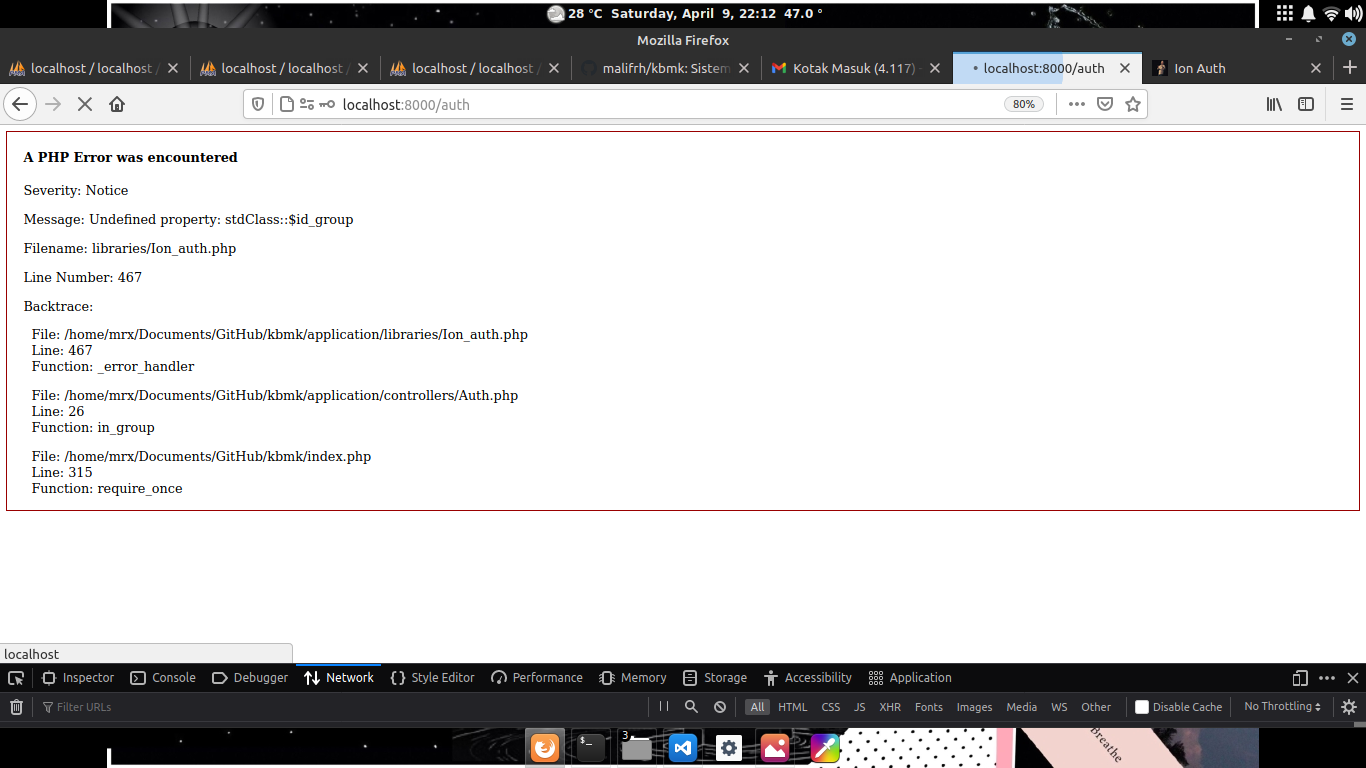 28 °C Saturday, April 9, 22:12 47.0 °
Mozilla Firefox
localhost / localhost /
localhost / localhost /
localhost / localhost /
malifrh/kbmk: Sistem
Kotak Masuk (4.117) -
localhost:8000/auth
Ion Auth
localhost:8000/auth
80%
A PHP Error was encountered
Severity: Notice
Message: Undefined property: stdClass::$id_group
Filename: libraries/Ion_auth.php
Line Number: 467
Backtrace:
File: /home/mrx/Documents/GitHub/kbmk/application/libraries/Ion_auth.php
Line: 467
Function: _error_handler
File: /home/mrx/Documents/GitHub/kbmk/application/controllers/Auth.php
Line: 26
Function: in_group
File: /home/mrx/Documents/GitHub/kbmk/index.php
Line: 315
Function: require_once
localhost
Inspector Console Debugger Network Style Editor Performance Memory Storage Accessibility Application
Filter URLs All HTML CSS JS XHR Fonts Images Media WS Other Disable Cache No Throttling
$_
3
Breathe